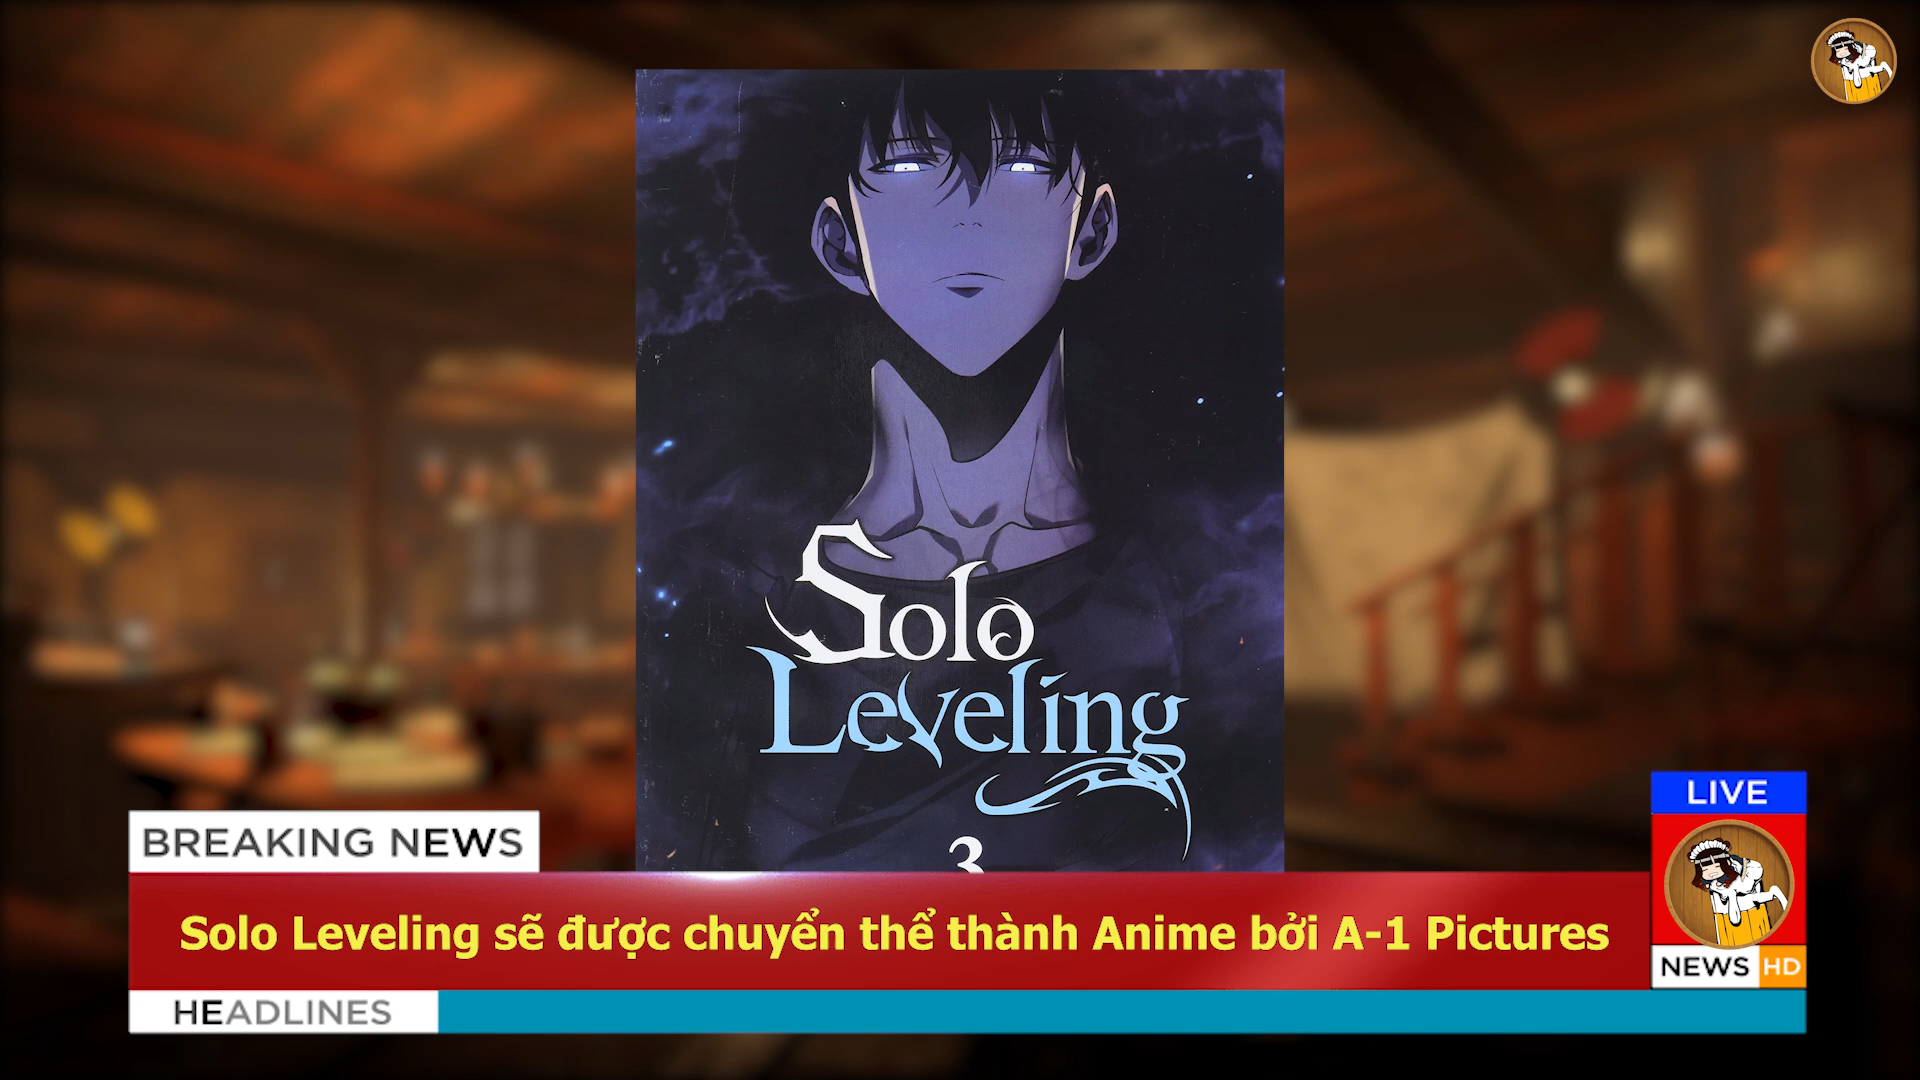 Solo
Leveling
3
LIVE
BREAKING NEWS
Solo Leveling sẽ được chuyển thể thành Anime bởi A-1 Pictures
NEWS HD
HEADLINES